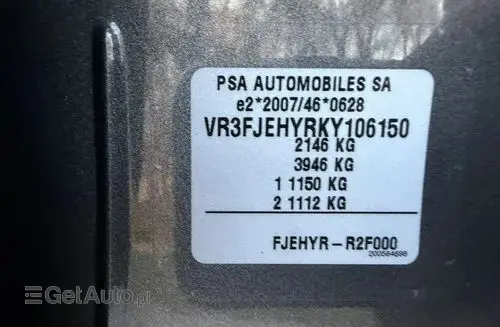 PSA AUTOMOBILES SA
e2*2007/46*0628
VR3FJEHYRKY106150
2146 KG
3946 KG
1 1150 KG
2 1112 KG
FJEHYR-R2F000
200584898
GetAuto.pl